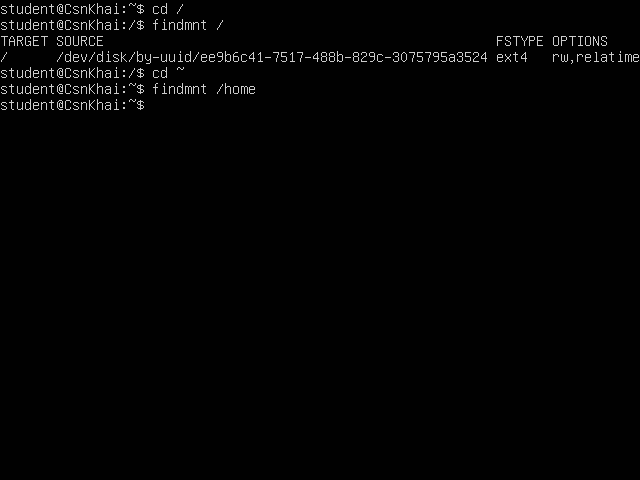 student@CsnKhai:~$ cd /
student@CsnKhai:/$ findmnt /
TARGET SOURCE FSTYPE OPTIONS
/ /dev/disk/by-uuid/ee9b6c41-7517-488b-829c-3075795a3524 ext4 rw,relatime
student@CsnKhai:/$ cd ~
student@CsnKhai:~$ findmnt /home
student@CsnKhai:~$